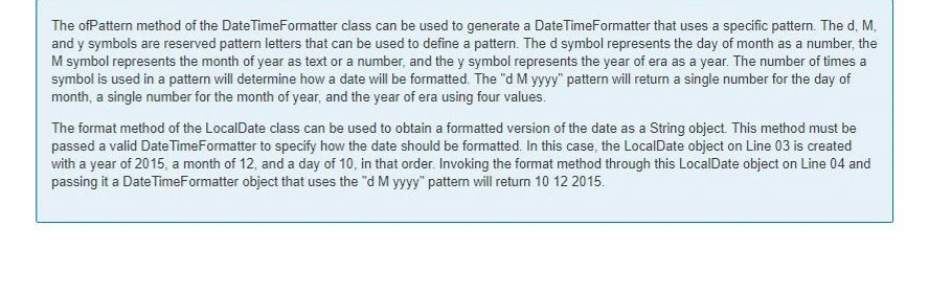 The ofPattern method of the DateTimeFormatter class can be used to generate a DateTimeFormatter that uses a specific pattern. The d, M,
and y symbols are reserved pattern letters that can be used to define a pattern. The d symbol represents the day of month as a number, the
M symbol represents the month of year as text or a number, and the y symbol represents the year of era as a year. The number of times a
symbol is used in a pattern will determine how a date will be formatted. The "d M yyyy" pattern will return a single number for the day of
month, a single number for the month of year, and the year of era using four values.
The format method of the LocalDate class can be used to obtain a formatted version of the date as a String object. This method must be
passed a valid DateTimeFormatter to specify how the date should be formatted. In this case, the LocalDate object on Line 03 is created
with a year of 2015, a month of 12, and a day of 10, in that order. Invoking the format method through this LocalDate object on Line 04 and
passing it a DateTimeFormatter object that uses the "d M yyyy" pattern will return 10 12 2015.